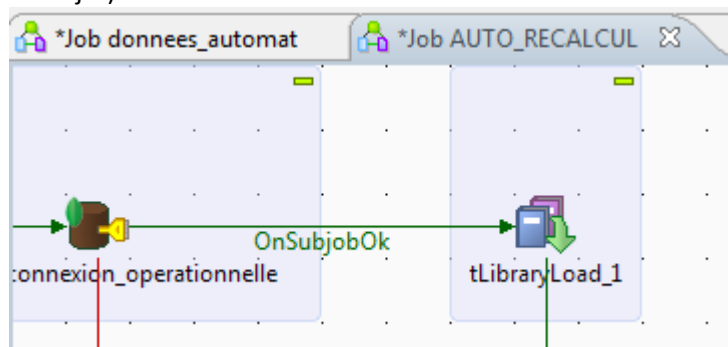 *Job donnees_automat
*Job AUTO_RECALCUL
OnSubjobOk
connexion_operationnelle
tLibraryLoad_1